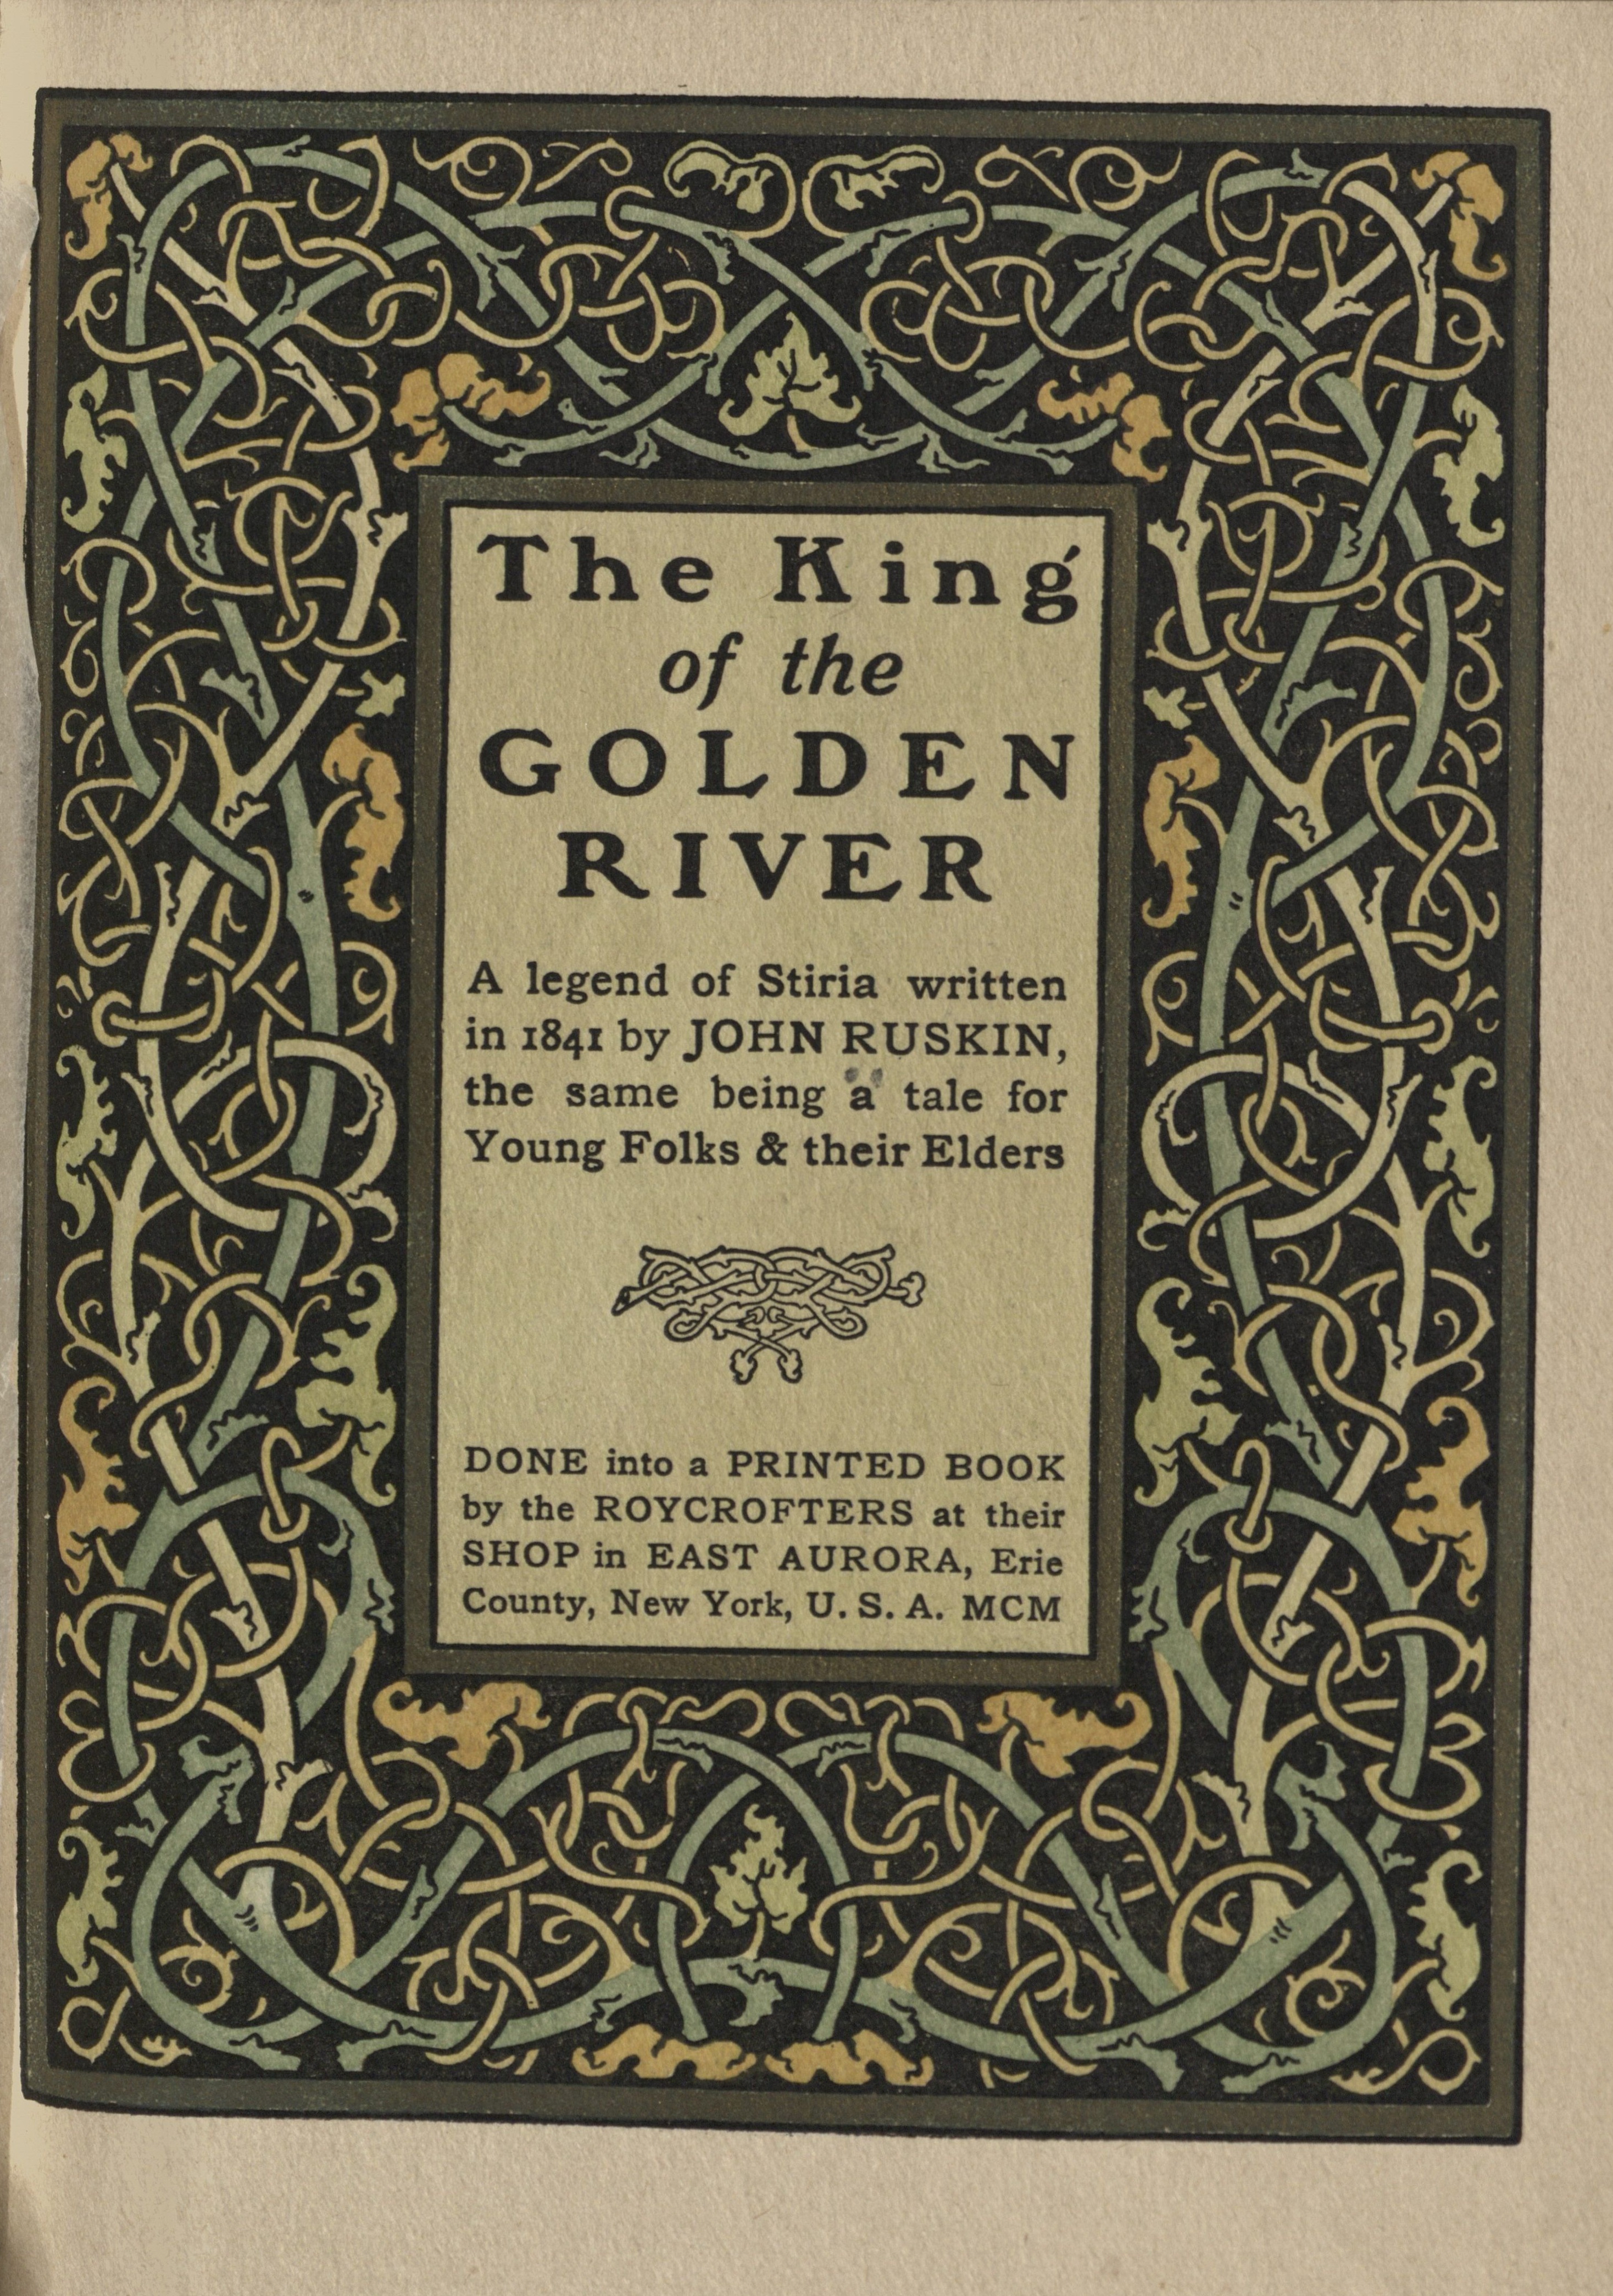 The King
of the
GOLDEN
RIVER
A legend of Stiria written
in 1841 by JOHN RUSKIN,
the same being a tale for
Young Folks & their Elders
DONE into a PRINTED BOOK
by the ROYCROFTERS at their
SHOP in EAST AURORA, Erie
County, New York, U. S. A. MCM